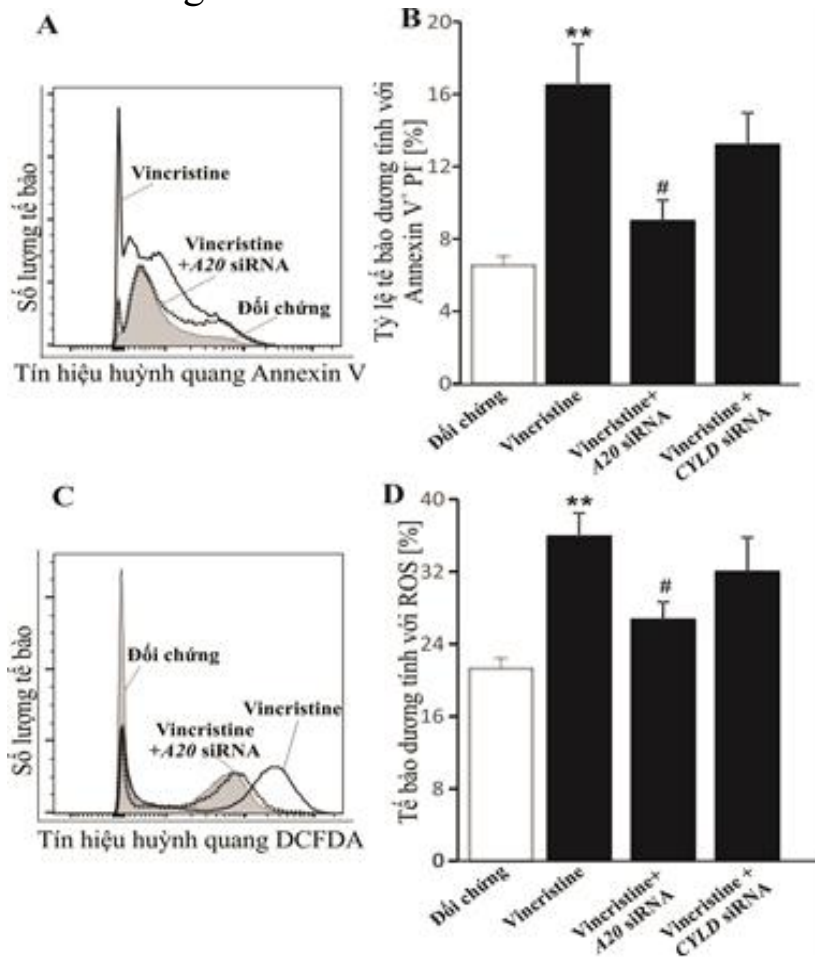 A
Số lượng tế bào
Vincristine
Vincristine
+A20 siRNA
Đối chứng
Tín hiệu huỳnh quang Annexin V
B
Tỷ lệ tế bào dương tính với
Annexin V+ PI- [%]
20
16
12
8
4
0
**
#
Đối chứng
Vincristine
Vincristine+
A20 siRNA
Vincristine +
CYLD siRNA
C
Số lượng tế bào
Đối chứng
Vincristine
Vincristine
+A20 siRNA
Tín hiệu huỳnh quang DCFDA
D
Tế bào dương tính với ROS [%]
40
32
24
16
8
0
**
#
Đối chứng
Vincristine
Vincristine+
A20 siRNA
Vincristine +
CYLD siRNA